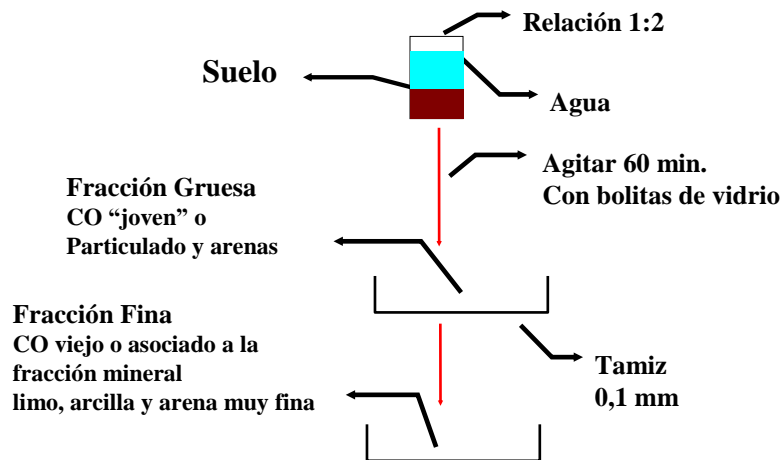 Relación 1:2
Suelo
Agua
Agitar 60 min.
Con bolitas de vidrio
Fracción Gruesa
CO “joven” o
Particulado y arenas
Fracción Fina
CO viejo o asociado a la
fracción mineral
limo, arcilla y arena muy fina
Tamiz
0,1 mm